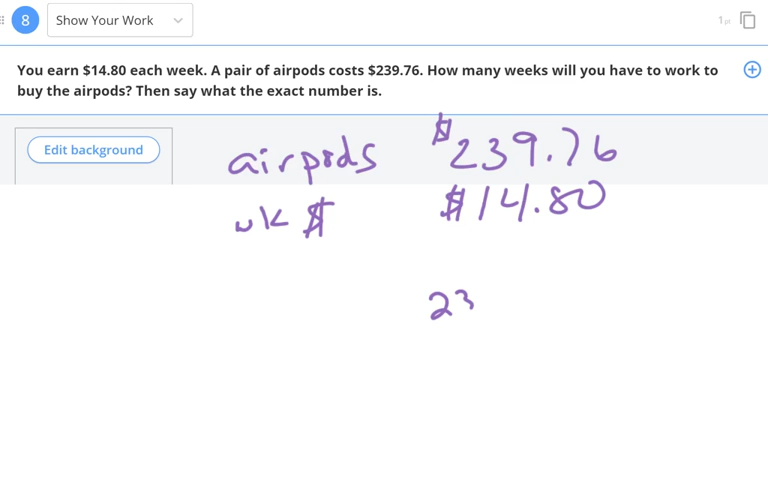 8 Show Your Work 1 pt
You earn $14.80 each week. A pair of airpods costs $239.76. How many weeks will you have to work to
buy the airpods? Then say what the exact number is.
Edit background
airpods $239.76
wk $ $14.80
23